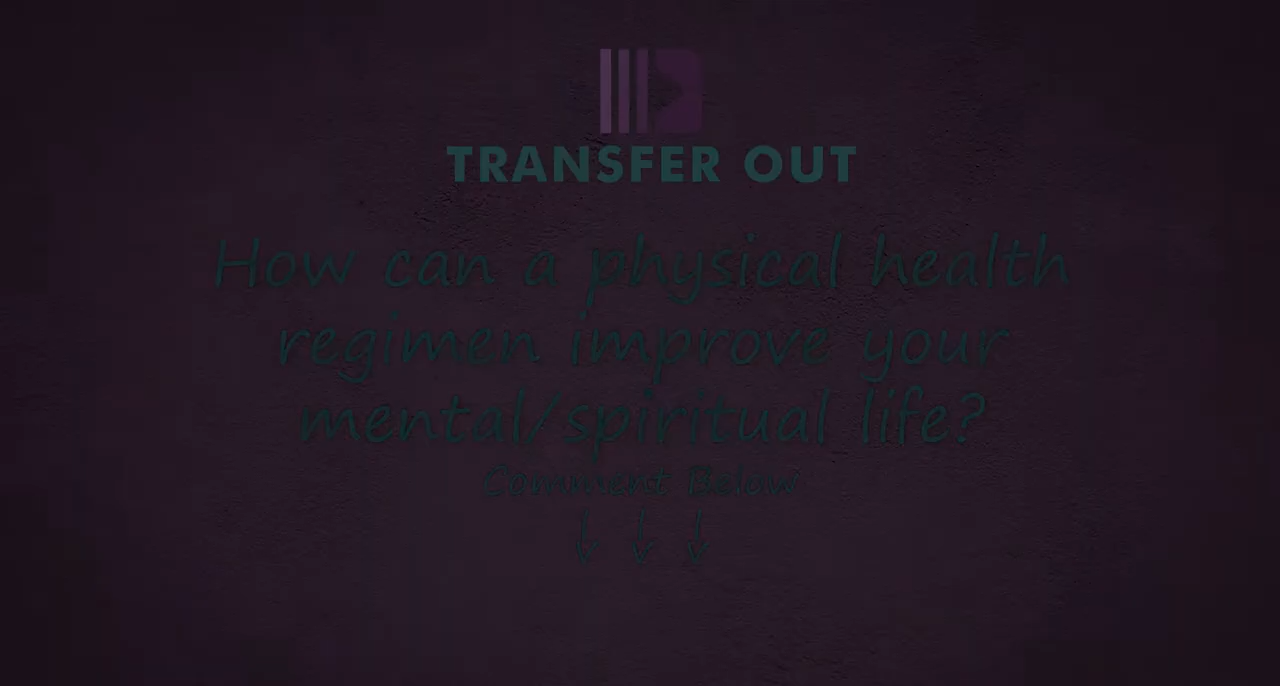 TRANSFER OUT
How can a physical health
regimen improve your
mental/spiritual life?
Comment Below
↓ ↓ ↓